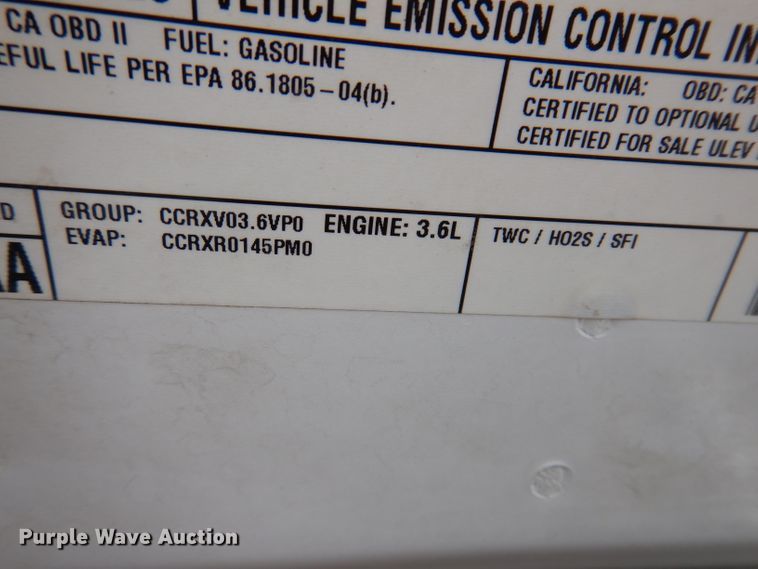 VEHICLE EMISSION CONTROL
CA OBD II FUEL: GASOLINE
LIFE PER EPA 86.1805-04(b).
CALIFORNIA: OBD: CA
CERTIFIED TO OPTIONAL
CERTIFIED FOR SALE ULEV
GROUP: CCRXV03.6VP0 ENGINE: 3.6L
EVAP: CCRXR0145PM0
TWC / HO2S / SFI
Purple Wave Auction